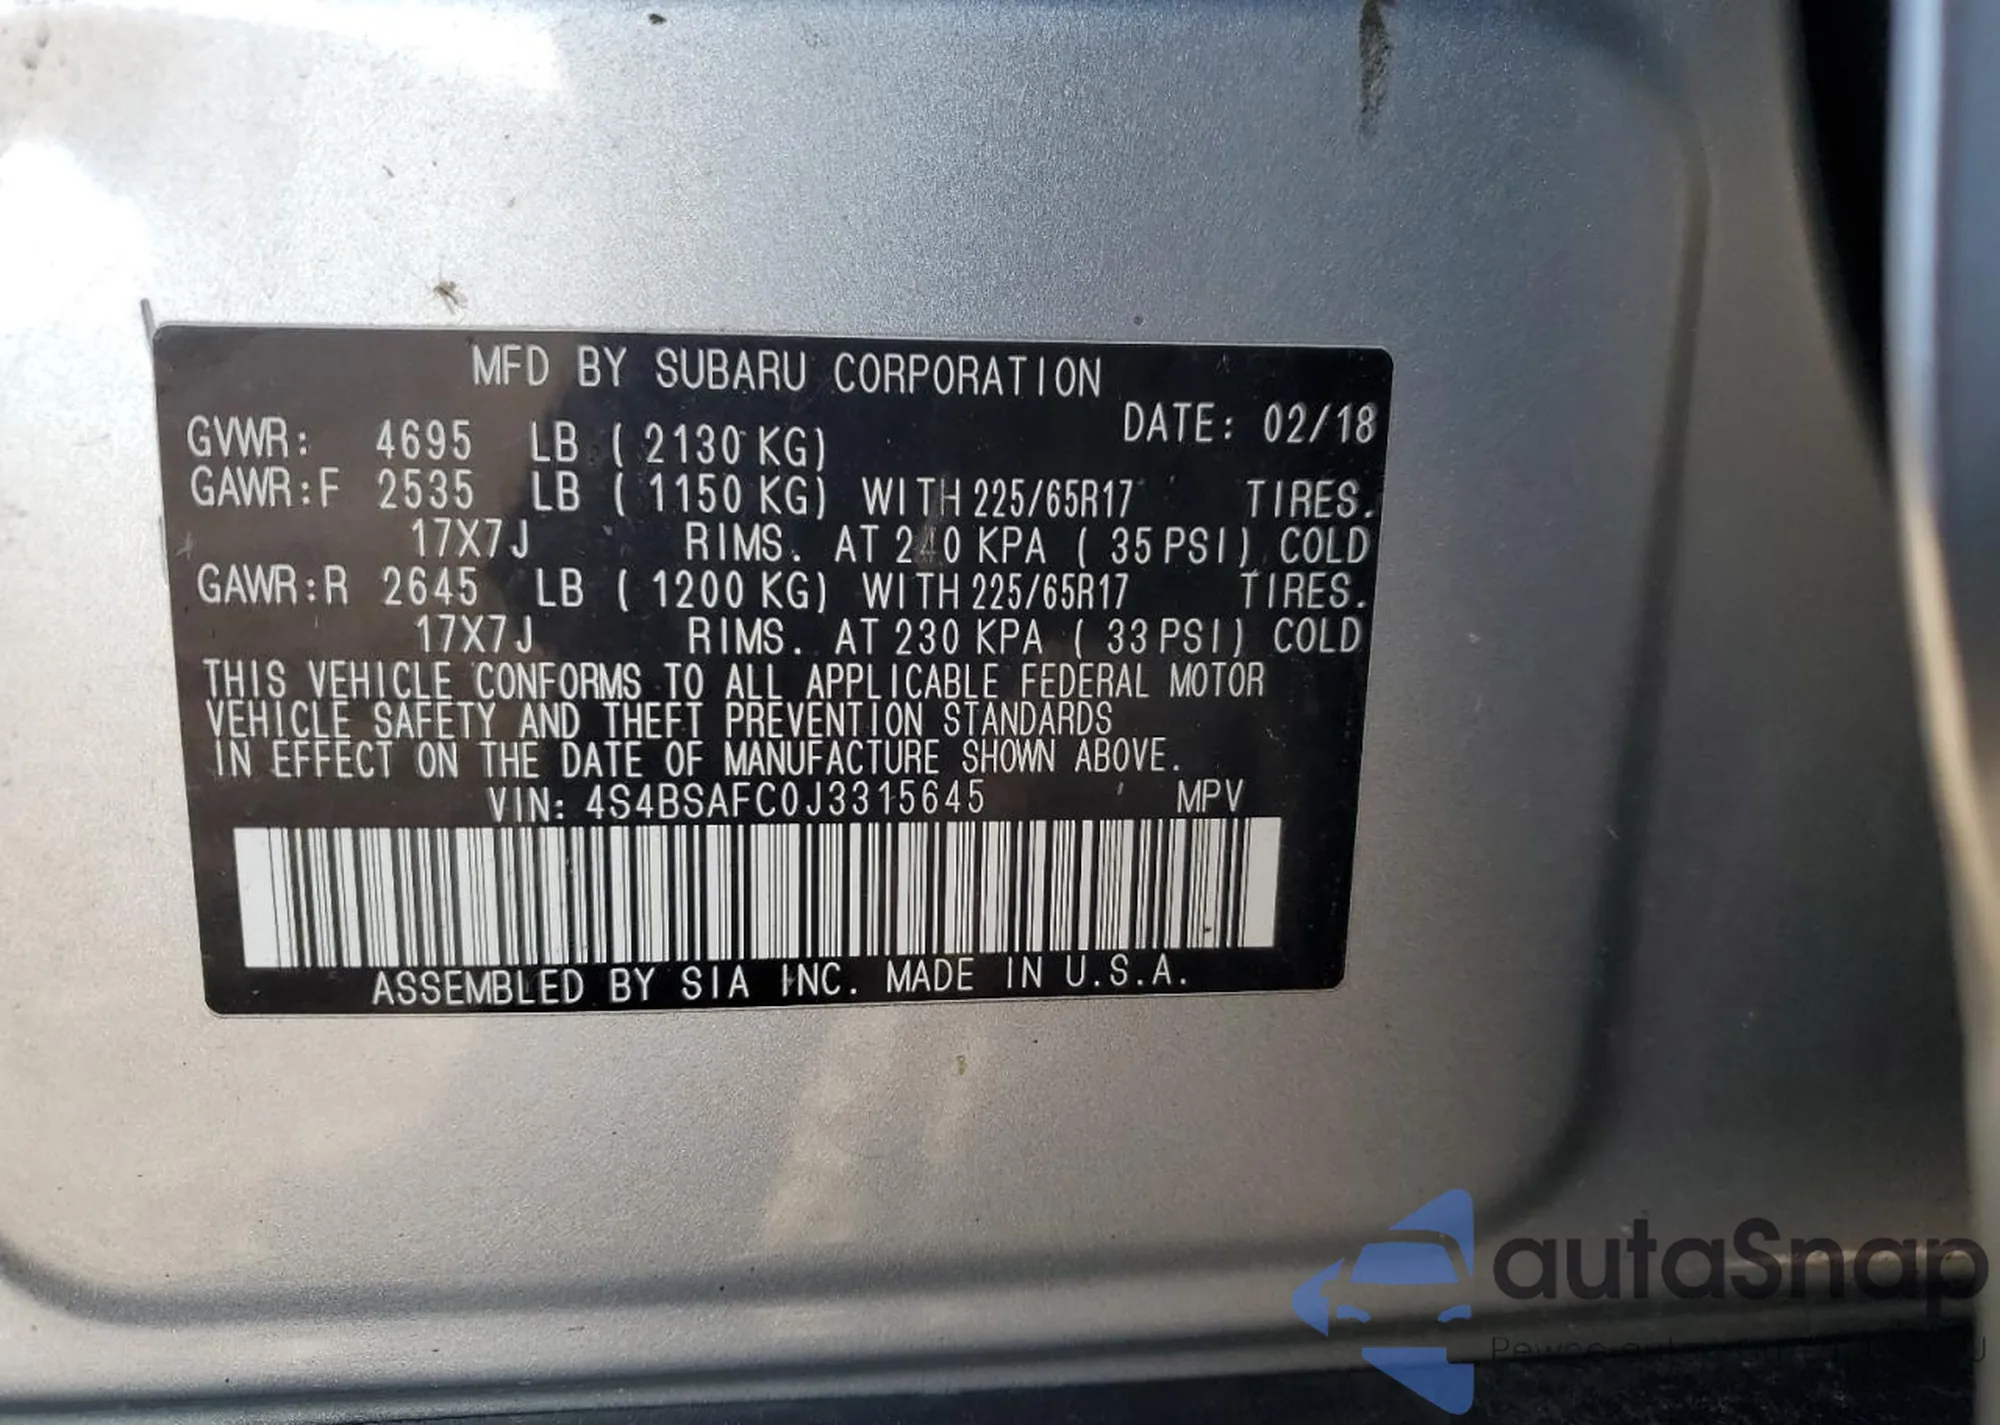 MFD BY SUBARU CORPORATION
DATE: 02/18
GVWR: 4695 LB ( 2130 KG)
GAWR:F 2535 LB ( 1150 KG) WITH 225/65R17 TIRES.
17X7J RIMS. AT 240 KPA ( 35 PSI) COLD
GAWR:R 2645 LB ( 1200 KG) WITH 225/65R17 TIRES.
17X7J RIMS. AT 230 KPA ( 33 PSI) COLD
THIS VEHICLE CONFORMS TO ALL APPLICABLE FEDERAL MOTOR
VEHICLE SAFETY AND THEFT PREVENTION STANDARDS
IN EFFECT ON THE DATE OF MANUFACTURE SHOWN ABOVE.
VIN: 4S4BSAFC0J3315645 MPV
ASSEMBLED BY SIA INC. MADE IN U.S.A.
autaSnap
Pewne auta